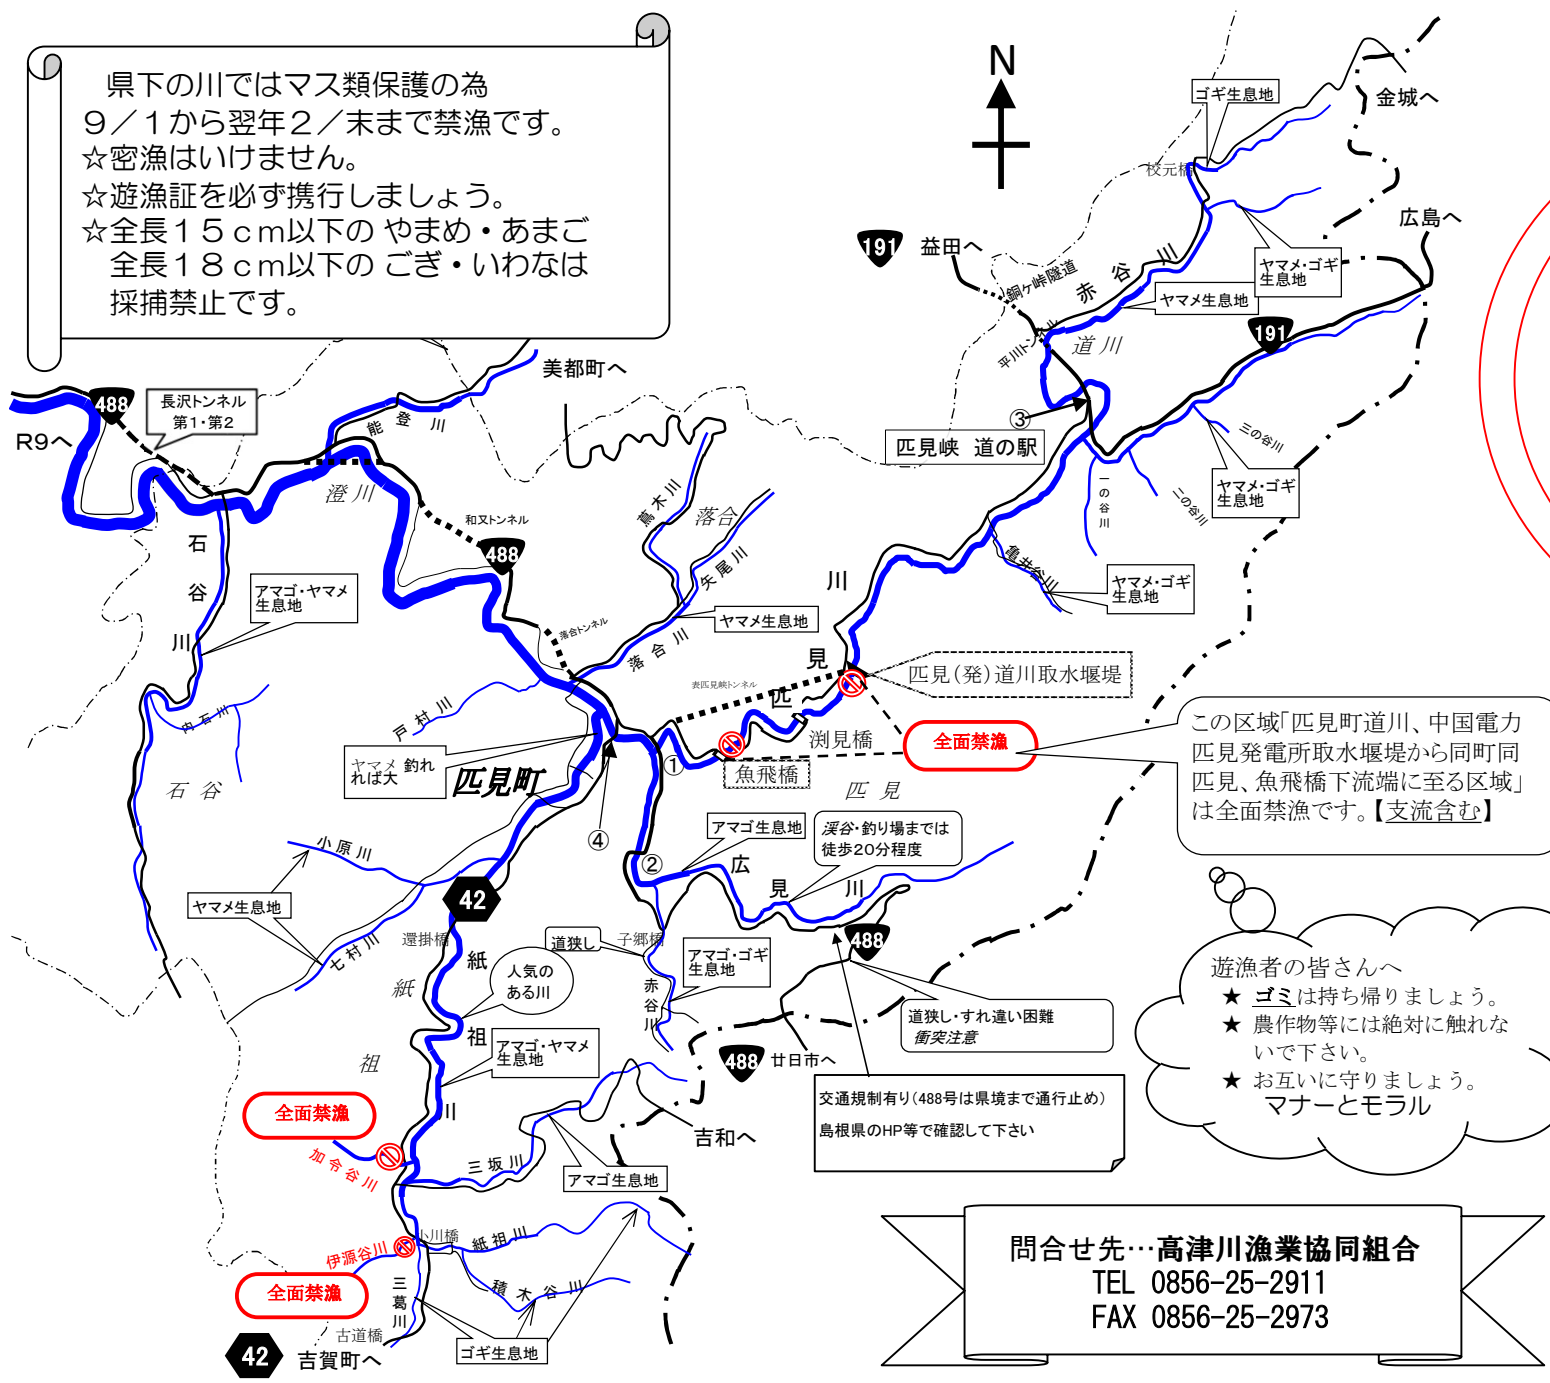 県下の川ではマス類保護の為
9／1から翌年2／末まで禁漁です。
☆密漁はいけません。
☆遊漁証を必ず携行しましょう。
☆全長15cm以下の やまめ・あまご
全長18cm以下の ごぎ・いわなは
採捕禁止です。
N
ゴギ生息地
金城へ
校元橋
広島へ
191
益田へ
銅ヶ峠隧道
赤谷川
ヤマメ・ゴギ
生息地
ヤマメ生息地
191
平川トンネル
道川
美都町へ
488
長沢トンネル
第1・第2
R9へ
能登川
③
匹見峡 道の駅
三の谷川
ヤマメ・ゴギ
生息地
二の谷川
一の谷川
澄川
蔦木川
落合
和又トンネル
488
矢尾川
石谷川
アマゴ・ヤマメ
生息地
亀井谷川
ヤマメ・ゴギ
生息地
落合トンネル
落合川
ヤマメ生息地
匹見川
表匹見峡トンネル
匹見(発)道川取水堰堤
内石川
戸村川
渕見橋
全面禁漁
この区域「匹見町道川、中国電力
匹見発電所取水堰堤から同町同
匹見、魚飛橋下流端に至る区域」
は全面禁漁です。【支流含む】
ヤマメ 釣れ
れば大
匹見町
①
魚飛橋
匹見
石谷
④
小原川
②
アマゴ生息地
渓谷・釣り場までは
徒歩20分程度
広見川
ヤマメ生息地
42
七村川
還掛橋
紙祖川
人気の
ある川
道狭し
子郷橋
アマゴ・ゴギ
生息地
赤谷川
488
道狭し・すれ違い困難
衝突注意
遊漁者の皆さんへ
★ ゴミは持ち帰りましょう。
★ 農作物等には絶対に触れな
いで下さい。
★ お互いに守りましょう。
マナーとモラル
紙祖
アマゴ・ヤマメ
生息地
488
廿日市へ
交通規制有り(488号は県境まで通行止め)
島根県のHP等で確認して下さい
全面禁漁
加令谷川
吉和へ
三坂川
アマゴ生息地
小川橋
紙祖川
伊源谷川
全面禁漁
積木谷川
三葛川
古道橋
ゴギ生息地
42
吉賀町へ
問合せ先…高津川漁業協同組合
TEL 0856-25-2911
FAX 0856-25-2973